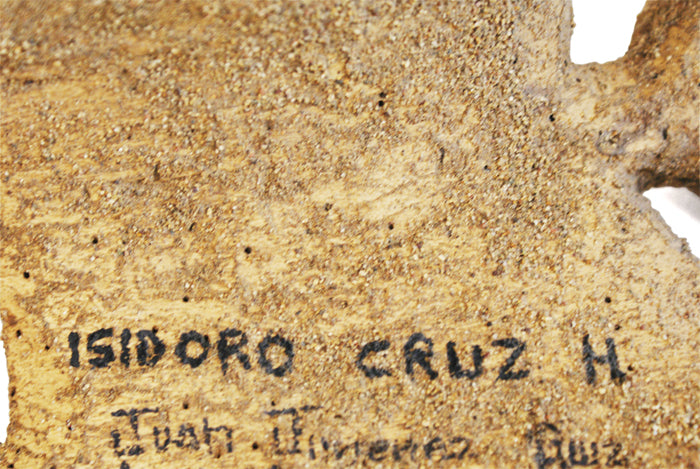 ISIDORO CRUZ H
Juan Jimenez